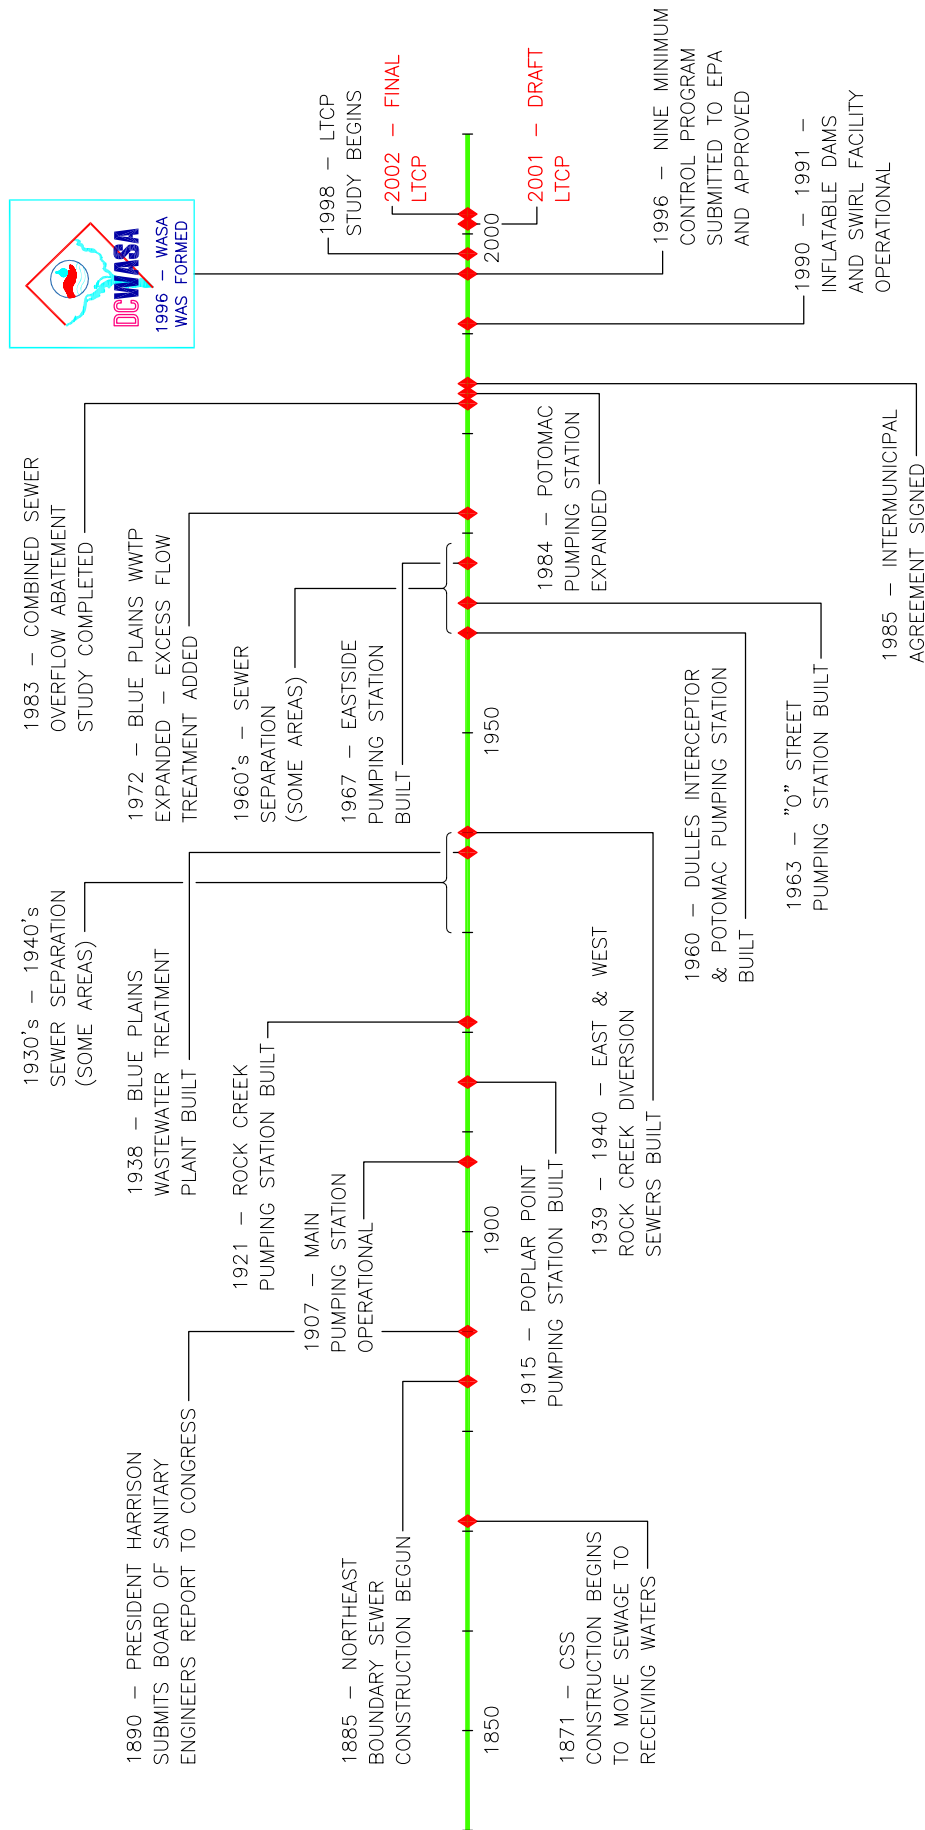 1890 – PRESIDENT HARRISON
SUBMITS BOARD OF SANITARY
ENGINEERS REPORT TO CONGRESS
1885 – NORTHEAST
BOUNDARY SEWER
CONSTRUCTION BEGUN
1850
1871 – CSS
CONSTRUCTION BEGINS
TO MOVE SEWAGE TO
RECEIVING WATERS
1930's – 1940's
SEWER SEPARATION
(SOME AREAS)
1938 – BLUE PLAINS
WASTEWATER TREATMENT
PLANT BUILT
1921 – ROCK CREEK
PUMPING STATION BUILT
1907 – MAIN
PUMPING STATION
OPERATIONAL
1900
1915 – POPLAR POINT
PUMPING STATION BUILT
1939 – 1940 – EAST & WEST
ROCK CREEK DIVERSION
SEWERS BUILT
1983 – COMBINED SEWER
OVERFLOW ABATEMENT
STUDY COMPLETED
1972 – BLUE PLAINS WWTP
EXPANDED – EXCESS FLOW
TREATMENT ADDED
1960's – SEWER
SEPARATION
(SOME AREAS)
1967 – EASTSIDE
PUMPING STATION
BUILT
1950
1984 – POTOMAC
PUMPING STATION
EXPANDED
1960 – DULLES INTERCEPTOR
& POTOMAC PUMPING STATION
BUILT
1963 – "O" STREET
PUMPING STATION BUILT
1985 – INTERMUNICIPAL
AGREEMENT SIGNED
DCWASA
1996 – WASA
WAS FORMED
1998 – LTCP
STUDY BEGINS
2002 – FINAL
LTCP
2000
2001 – DRAFT
LTCP
1996 – NINE MINIMUM
CONTROL PROGRAM
SUBMITTED TO EPA
AND APPROVED
1990 – 1991 –
INFLATABLE DAMS
AND SWIRL FACILITY
OPERATIONAL